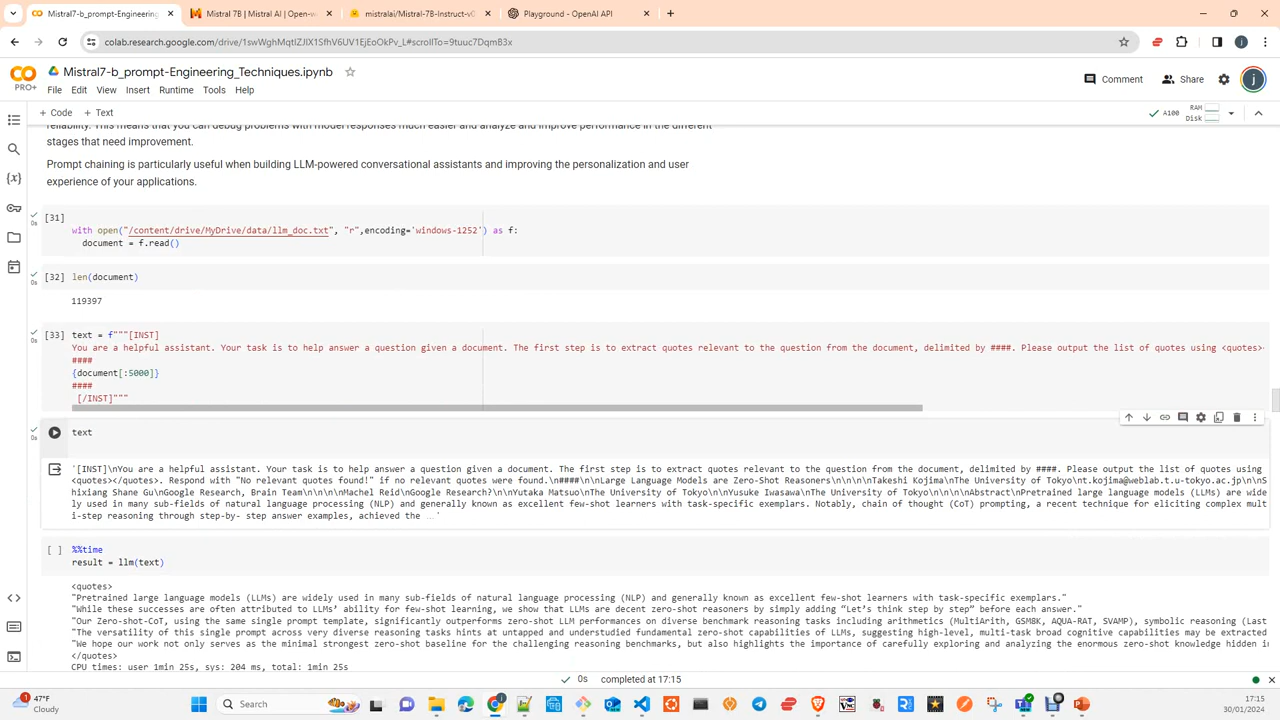 Mistral7-b_prompt-Engineering_
Mistral 7B | Mistral AI | Open-w
mistralai/Mistral-7B-Instruct-v0
Playground - OpenAI API
colab.research.google.com/drive/1swWghMqtIZJIX1SfhV6UV1EjEoOkPv_L#scrollTo=9tuuc7DqmB3x
Mistral7-b_prompt-Engineering_Techniques.ipynb
Comment
Share
PRO+
File Edit View Insert Runtime Tools Help
+ Code + Text
A100
RAM
Disk
reliability. This means that you can debug problems with model responses much easier and analyze and improve performance in the different
stages that need improvement.
Prompt chaining is particularly useful when building LLM-powered conversational assistants and improving the personalization and user
experience of your applications.
[31]
0s
with open("/content/drive/MyDrive/data/llm_doc.txt", "r",encoding='windows-1252') as f:
document = f.read()
[32] len(document)
0s
119397
[33] text = f"""[INST]
0s
You are a helpful assistant. Your task is to help answer a question given a document. The first step is to extract quotes relevant to the question from the document, delimited by ####. Please output the list of quotes using <quotes>
####
{document[:5000]}
####
[/INST]"""
text
0s
'[INST]\nYou are a helpful assistant. Your task is to help answer a question given a document. The first step is to extract quotes relevant to the question from the document, delimited by ####. Please output the list of quotes using
<quotes></quotes>. Respond with "No relevant quotes found!" if no relevant quotes were found.\n####\n\nLarge Language Models are Zero-Shot Reasoners\n\n\n\nTakeshi Kojima\nThe University of Tokyo\nt.kojima@weblab.t.u-tokyo.ac.jp\n\nS
hixiang Shane Gu\nGoogle Research, Brain Team\n\n\n\nMachel Reid\nGoogle Research?\n\nYutaka Matsuo\nThe University of Tokyo\n\nYusuke Iwasawa\nThe University of Tokyo\n\n\n\nAbstract\nPretrained large language models (LLMs) are wide
ly used in many sub-fields of natural language processing (NLP) and generally known as excellent few-shot learners with task-specific exemplars. Notably, chain of thought (CoT) prompting, a recent technique for eliciting complex mult
i-step reasoning through step-by- step answer examples, achieved the ...'
[ ] %%time
result = llm(text)
<quotes>
"Pretrained large language models (LLMs) are widely used in many sub-fields of natural language processing (NLP) and generally known as excellent few-shot learners with task-specific exemplars."
"While these successes are often attributed to LLMs’ ability for few-shot learning, we show that LLMs are decent zero-shot reasoners by simply adding “Let’s think step by step” before each answer."
"Our Zero-shot-CoT, using the same single prompt template, significantly outperforms zero-shot LLM performances on diverse benchmark reasoning tasks including arithmetics (MultiArith, GSM8K, AQUA-RAT, SVAMP), symbolic reasoning (Last
"The versatility of this single prompt across very diverse reasoning tasks hints at untapped and understudied fundamental zero-shot capabilities of LLMs, suggesting high-level, multi-task broad cognitive capabilities may be extracted
"We hope our work not only serves as the minimal strongest zero-shot baseline for the challenging reasoning benchmarks, but also highlights the importance of carefully exploring and analyzing the enormous zero-shot knowledge hidden i
</quotes>
CPU times: user 1min 25s, sys: 204 ms, total: 1min 25s
0s completed at 17:15
47°F
Cloudy
Search
17:15
30/01/2024